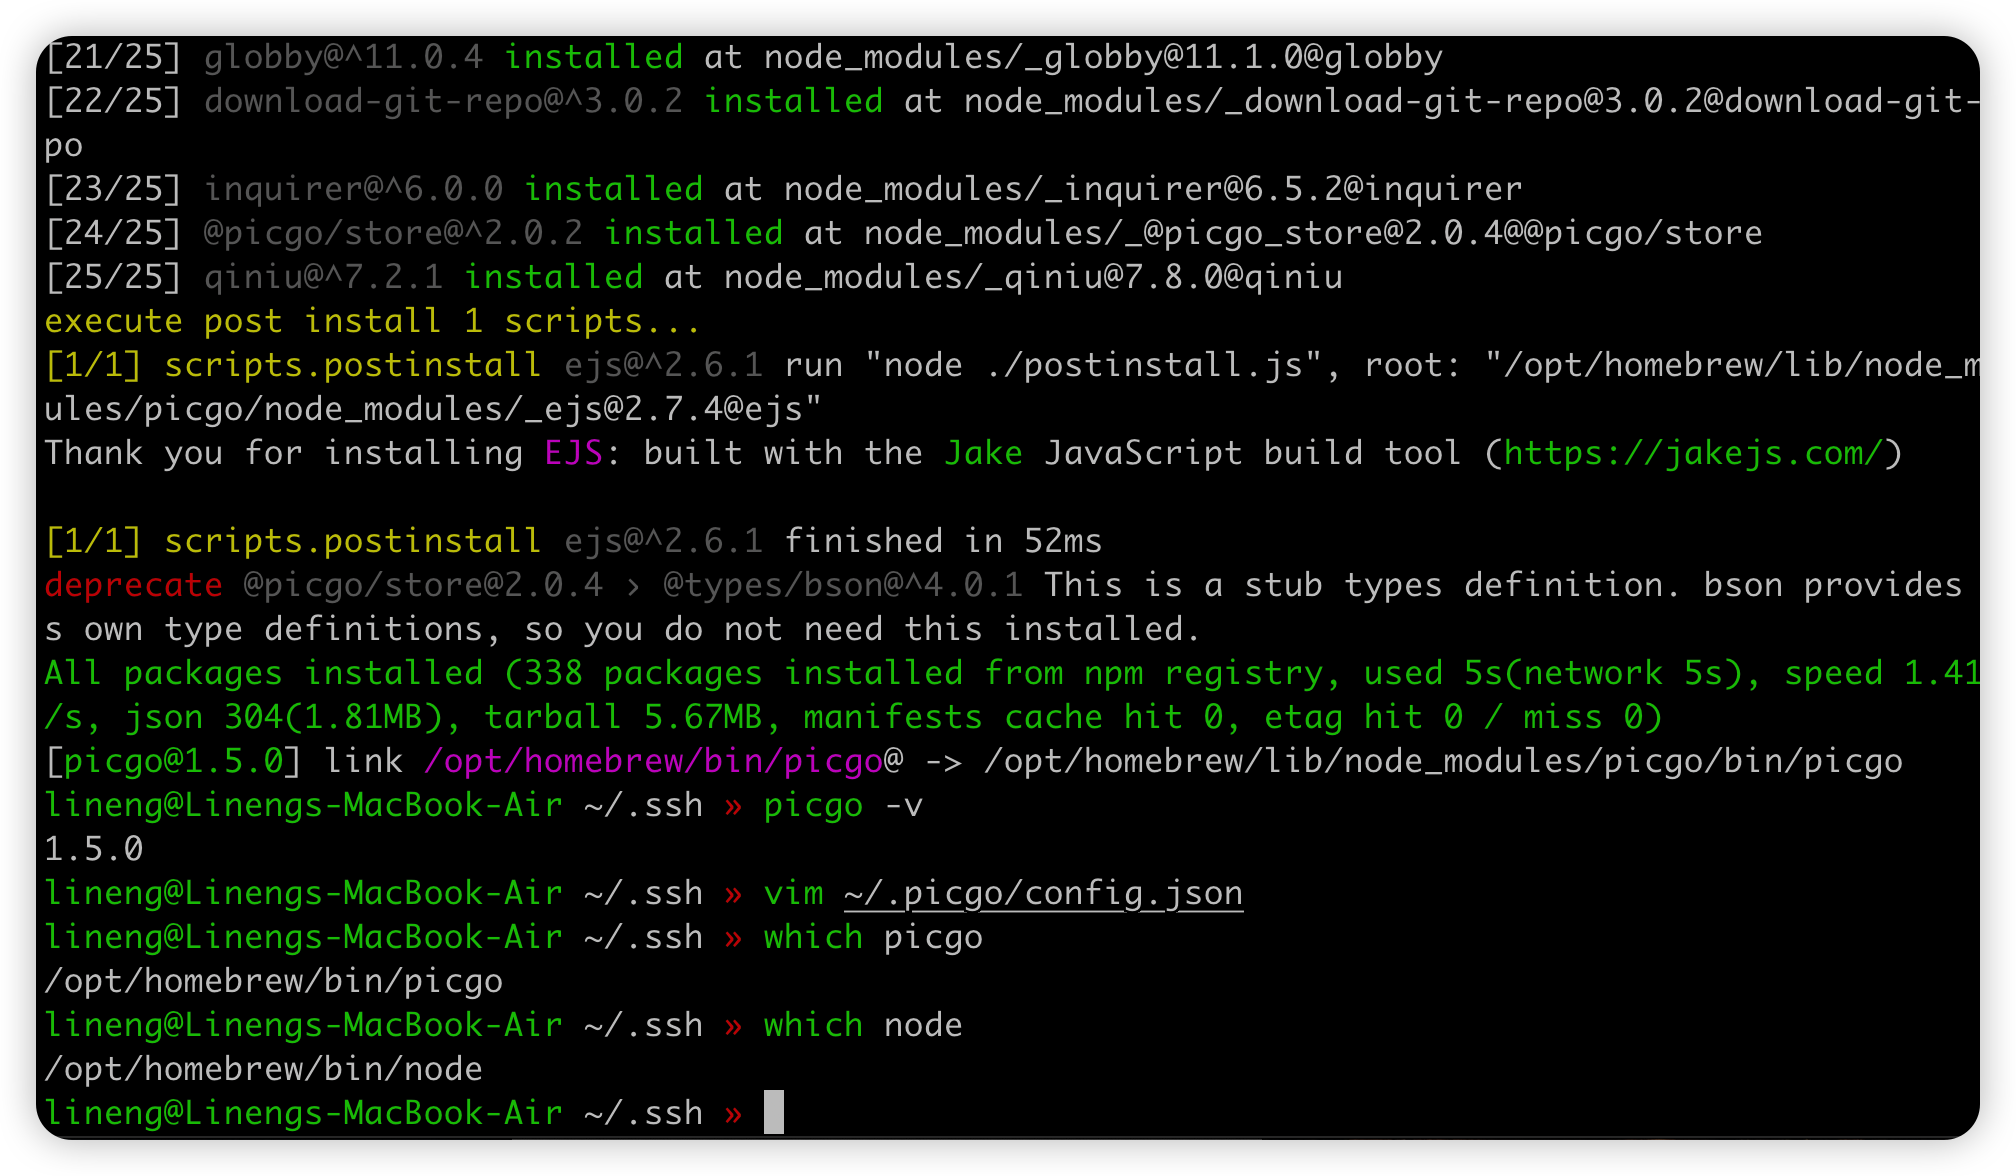 [21/25] globby@^11.0.4 installed at node_modules/_globby@11.1.0@globby
[22/25] download-git-repo@^3.0.2 installed at node_modules/_download-git-repo@3.0.2@download-git-
po
[23/25] inquirer@^6.0.0 installed at node_modules/_inquirer@6.5.2@inquirer
[24/25] @picgo/store@^2.0.2 installed at node_modules/_@picgo_store@2.0.4@@picgo/store
[25/25] qiniu@^7.2.1 installed at node_modules/_qiniu@7.8.0@qiniu
execute post install 1 scripts...
[1/1] scripts.postinstall ejs@^2.6.1 run "node ./postinstall.js", root: "/opt/homebrew/lib/node_m
ules/picgo/node_modules/_ejs@2.7.4@ejs"
Thank you for installing EJS: built with the Jake JavaScript build tool (https://jakejs.com/)

[1/1] scripts.postinstall ejs@^2.6.1 finished in 52ms
deprecate @picgo/store@2.0.4 › @types/bson@^4.0.1 This is a stub types definition. bson provides
s own type definitions, so you do not need this installed.
All packages installed (338 packages installed from npm registry, used 5s(network 5s), speed 1.41
/s, json 304(1.81MB), tarball 5.67MB, manifests cache hit 0, etag hit 0 / miss 0)
[picgo@1.5.0] link /opt/homebrew/bin/picgo@ -> /opt/homebrew/lib/node_modules/picgo/bin/picgo
lineng@Linengs-MacBook-Air ~/.ssh » picgo -v
1.5.0
lineng@Linengs-MacBook-Air ~/.ssh » vim ~/.picgo/config.json
lineng@Linengs-MacBook-Air ~/.ssh » which picgo
/opt/homebrew/bin/picgo
lineng@Linengs-MacBook-Air ~/.ssh » which node
/opt/homebrew/bin/node
lineng@Linengs-MacBook-Air ~/.ssh »